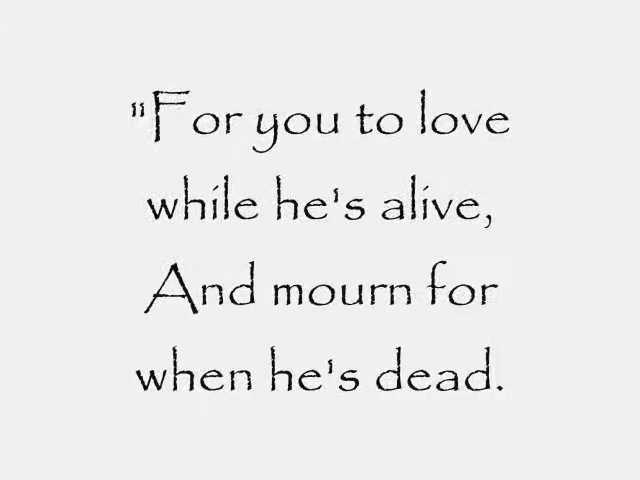 "For you to love
while he's alive,
And mourn for
when he's dead.